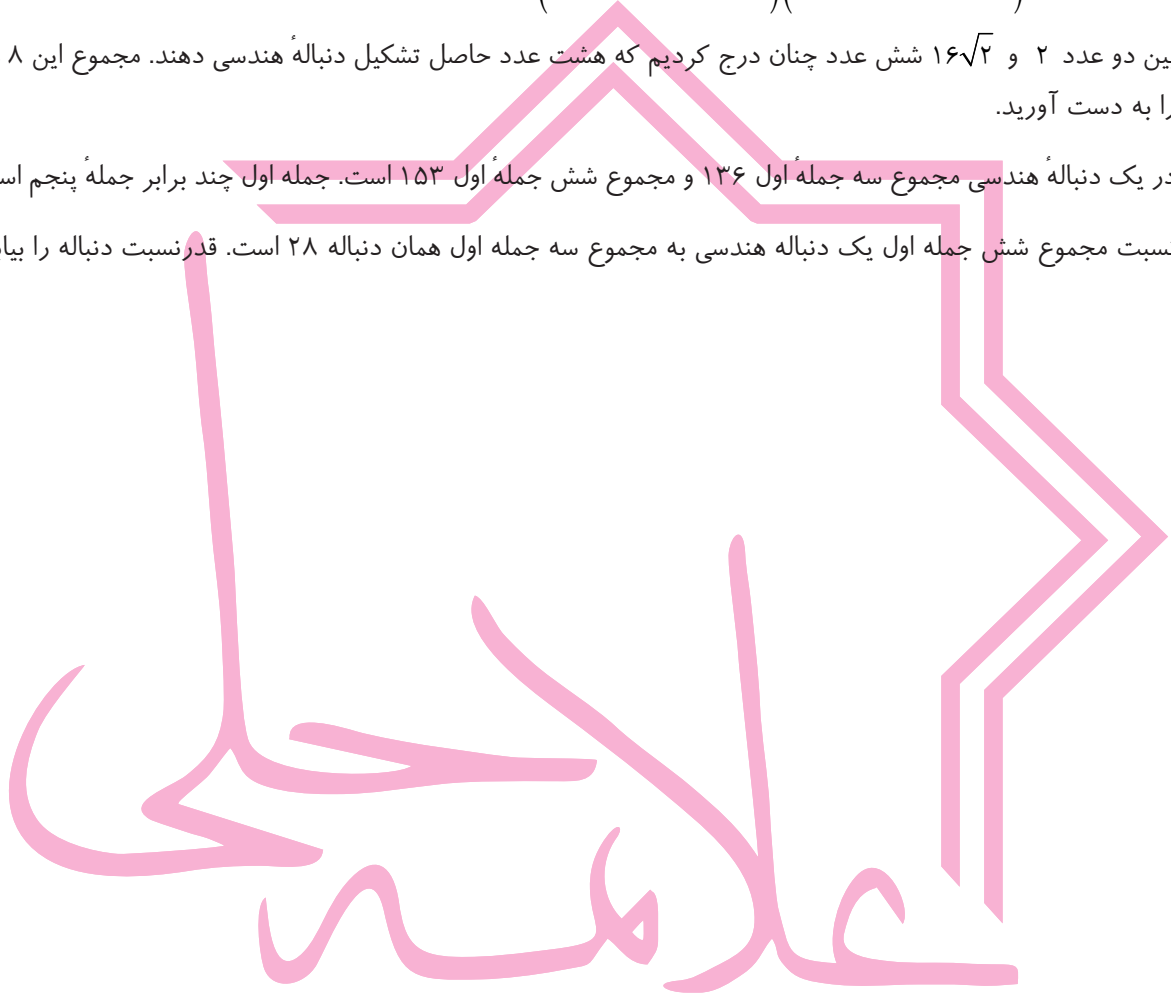 ین دو عدد ۲ و ۱۶√۲ شش عدد چنان درج کردیم که هشت عدد حاصل تشکیل دنبالهٔ هندسی دهند. مجموع این ۸
را به دست آورید.
در یک دنبالهٔ هندسی مجموع سه جملهٔ اول ۱۳۶ و مجموع شش جملهٔ اول ۱۵۳ است. جمله اول چند برابر جملهٔ پنجم اس
نسبت مجموع شش جمله اول یک دنباله هندسی به مجموع سه جمله اول همان دنباله ۲۸ است. قدرنسبت دنباله را بیا
علامه حلی